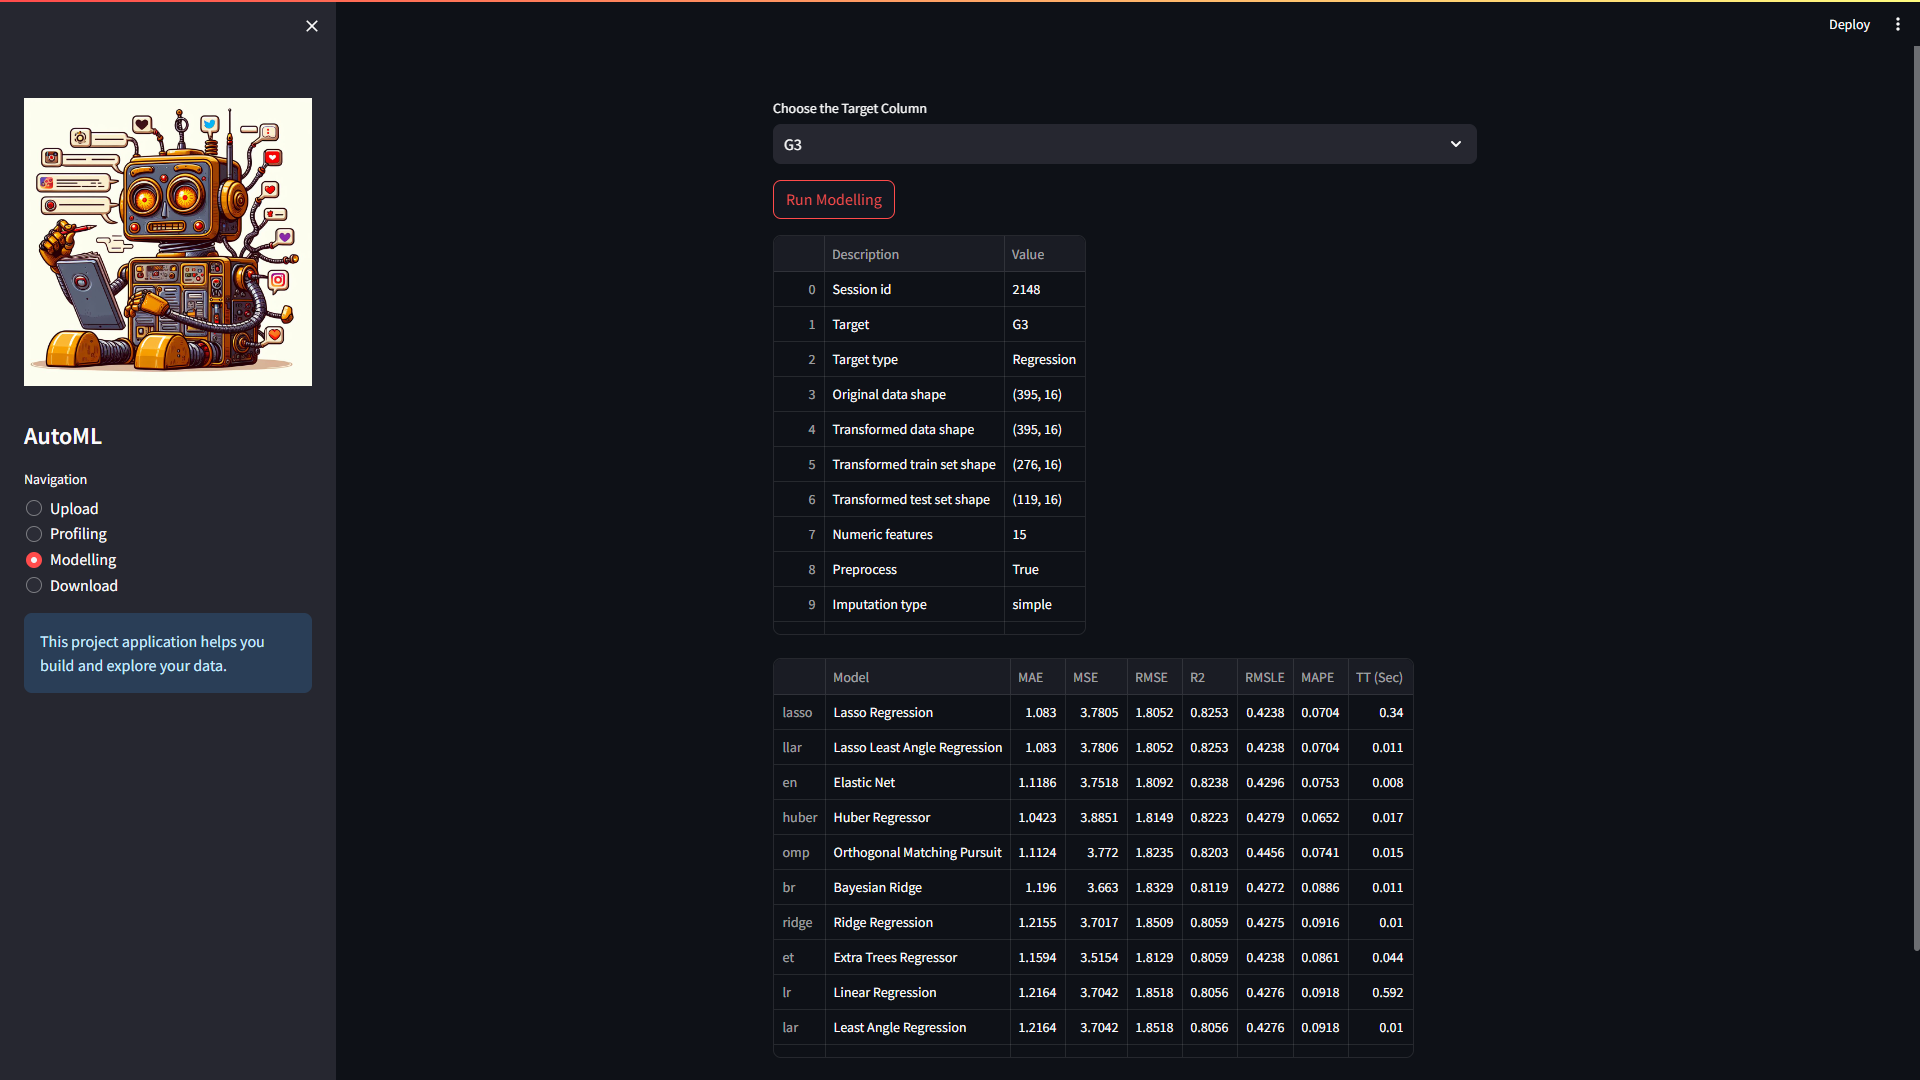 Deploy
AutoML
Navigation
Upload
Profiling
Modelling
Download
This project application helps you
build and explore your data.
Choose the Target Column
G3
Run Modelling
Description Value
0 Session id 2148
1 Target G3
2 Target type Regression
3 Original data shape (395, 16)
4 Transformed data shape (395, 16)
5 Transformed train set shape (276, 16)
6 Transformed test set shape (119, 16)
7 Numeric features 15
8 Preprocess True
9 Imputation type simple
Model MAE MSE RMSE R2 RMSLE MAPE TT (Sec)
lasso Lasso Regression 1.083 3.7805 1.8052 0.8253 0.4238 0.0704 0.34
llar Lasso Least Angle Regression 1.083 3.7806 1.8052 0.8253 0.4238 0.0704 0.011
en Elastic Net 1.1186 3.7518 1.8092 0.8238 0.4296 0.0753 0.008
huber Huber Regressor 1.0423 3.8851 1.8149 0.8223 0.4279 0.0652 0.017
omp Orthogonal Matching Pursuit 1.1124 3.772 1.8235 0.8203 0.4456 0.0741 0.015
br Bayesian Ridge 1.196 3.663 1.8329 0.8119 0.4272 0.0886 0.011
ridge Ridge Regression 1.2155 3.7017 1.8509 0.8059 0.4275 0.0916 0.01
et Extra Trees Regressor 1.1594 3.5154 1.8129 0.8059 0.4238 0.0861 0.044
lr Linear Regression 1.2164 3.7042 1.8518 0.8056 0.4276 0.0918 0.592
lar Least Angle Regression 1.2164 3.7042 1.8518 0.8056 0.4276 0.0918 0.01